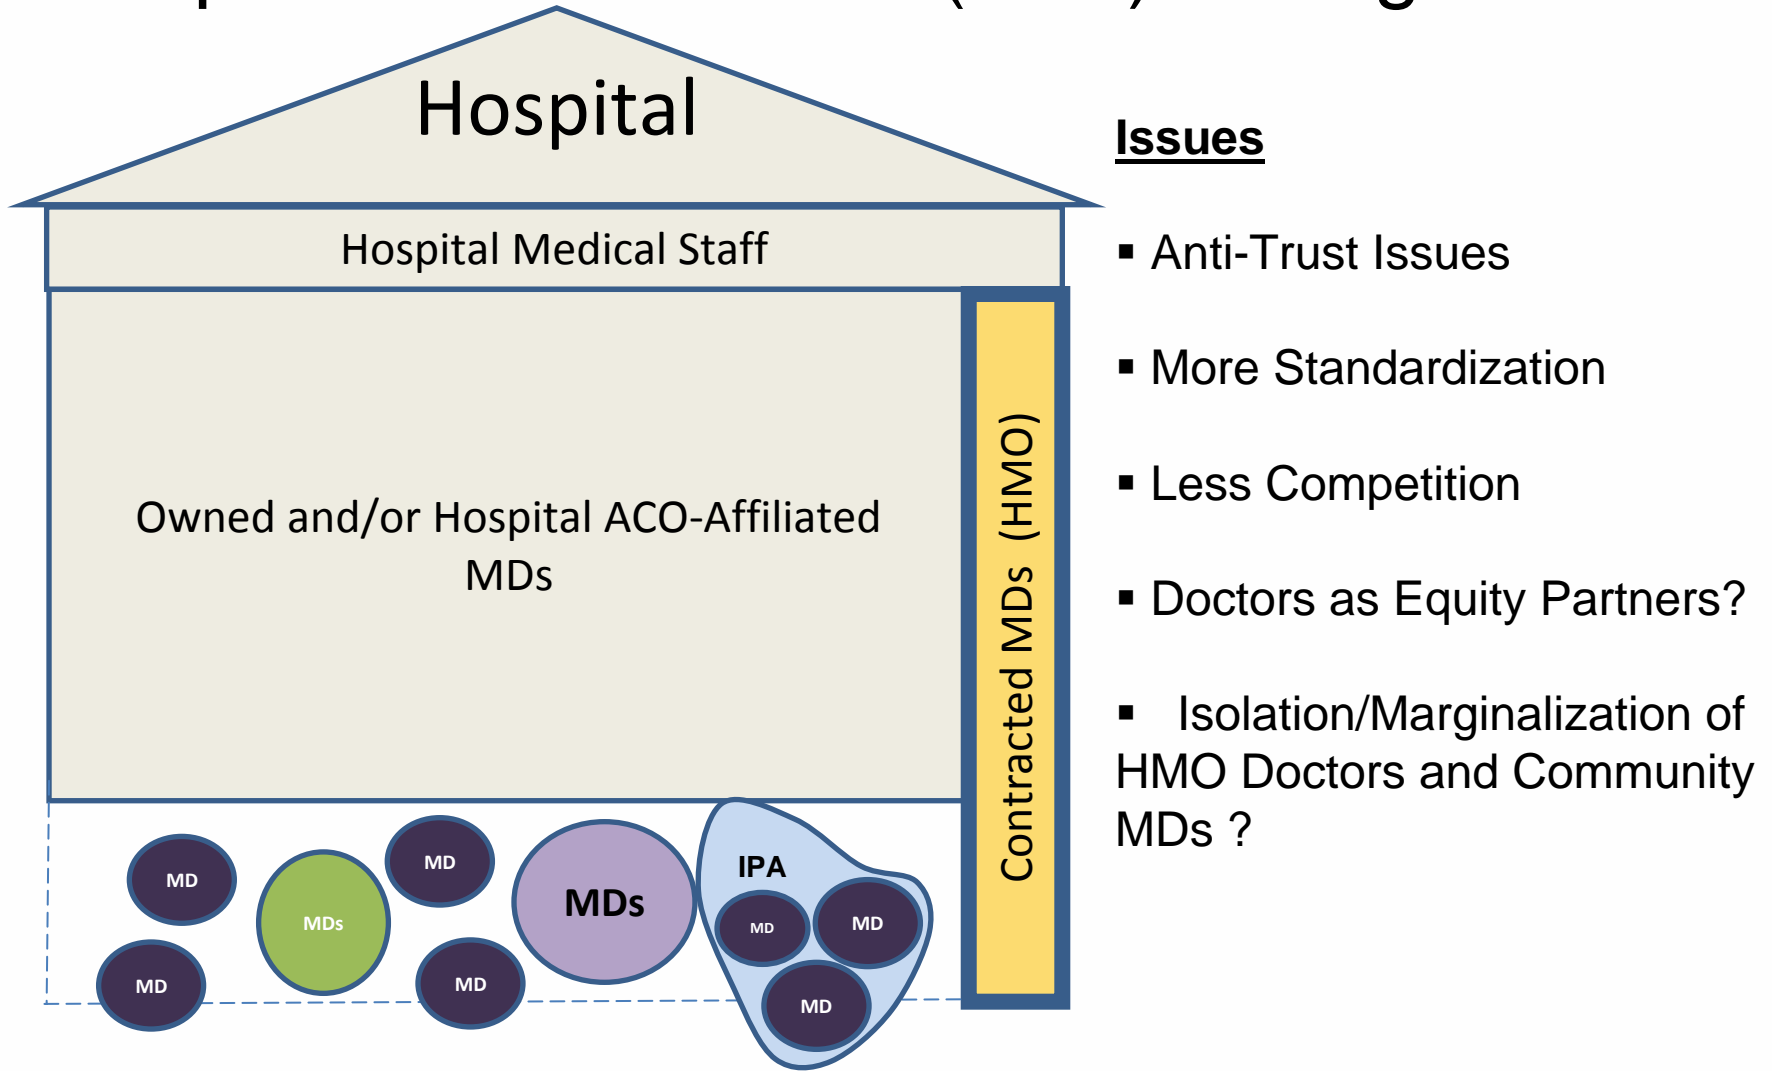 Hospital
Hospital Medical Staff
Owned and/or Hospital ACO-Affiliated
MDs
Contracted MDs (HMO)
MD
MDs
MD
MDs
IPA
MD
MD
MD
MD
MD
Issues
▪ Anti-Trust Issues
▪ More Standardization
▪ Less Competition
▪ Doctors as Equity Partners?
▪ Isolation/Marginalization of
HMO Doctors and Community
MDs ?